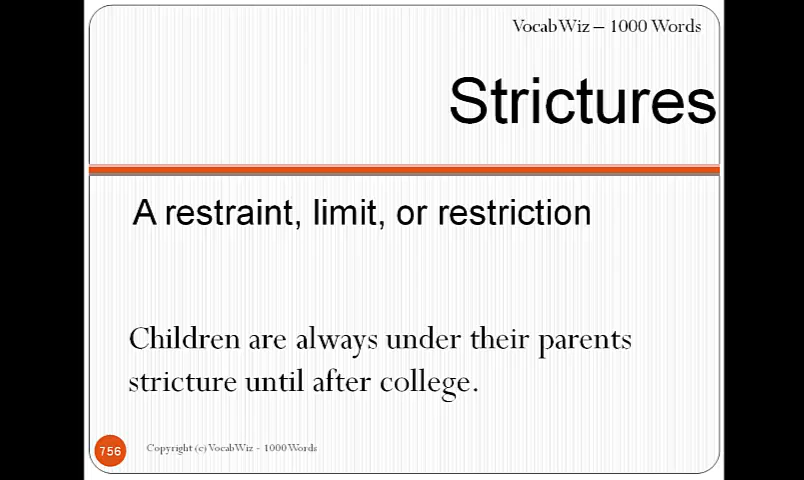 VocabWiz – 1000 Words
Strictures
A restraint, limit, or restriction
Children are always under their parents
stricture until after college.
756
Copyright (c) VocabWiz - 1000 Words